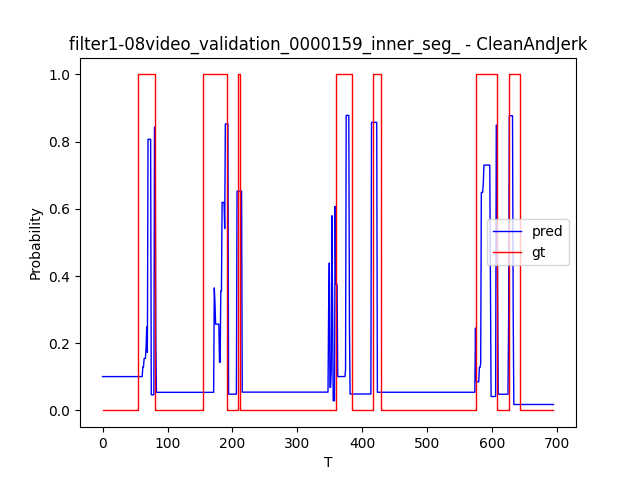 filter1-08video_validation_0000159_inner_seg_ - CleanAndJerk
1.0
0.8
0.6
0.4
0.2
0.0
Probability
pred
gt
0 100 200 300 400 500 600 700
T